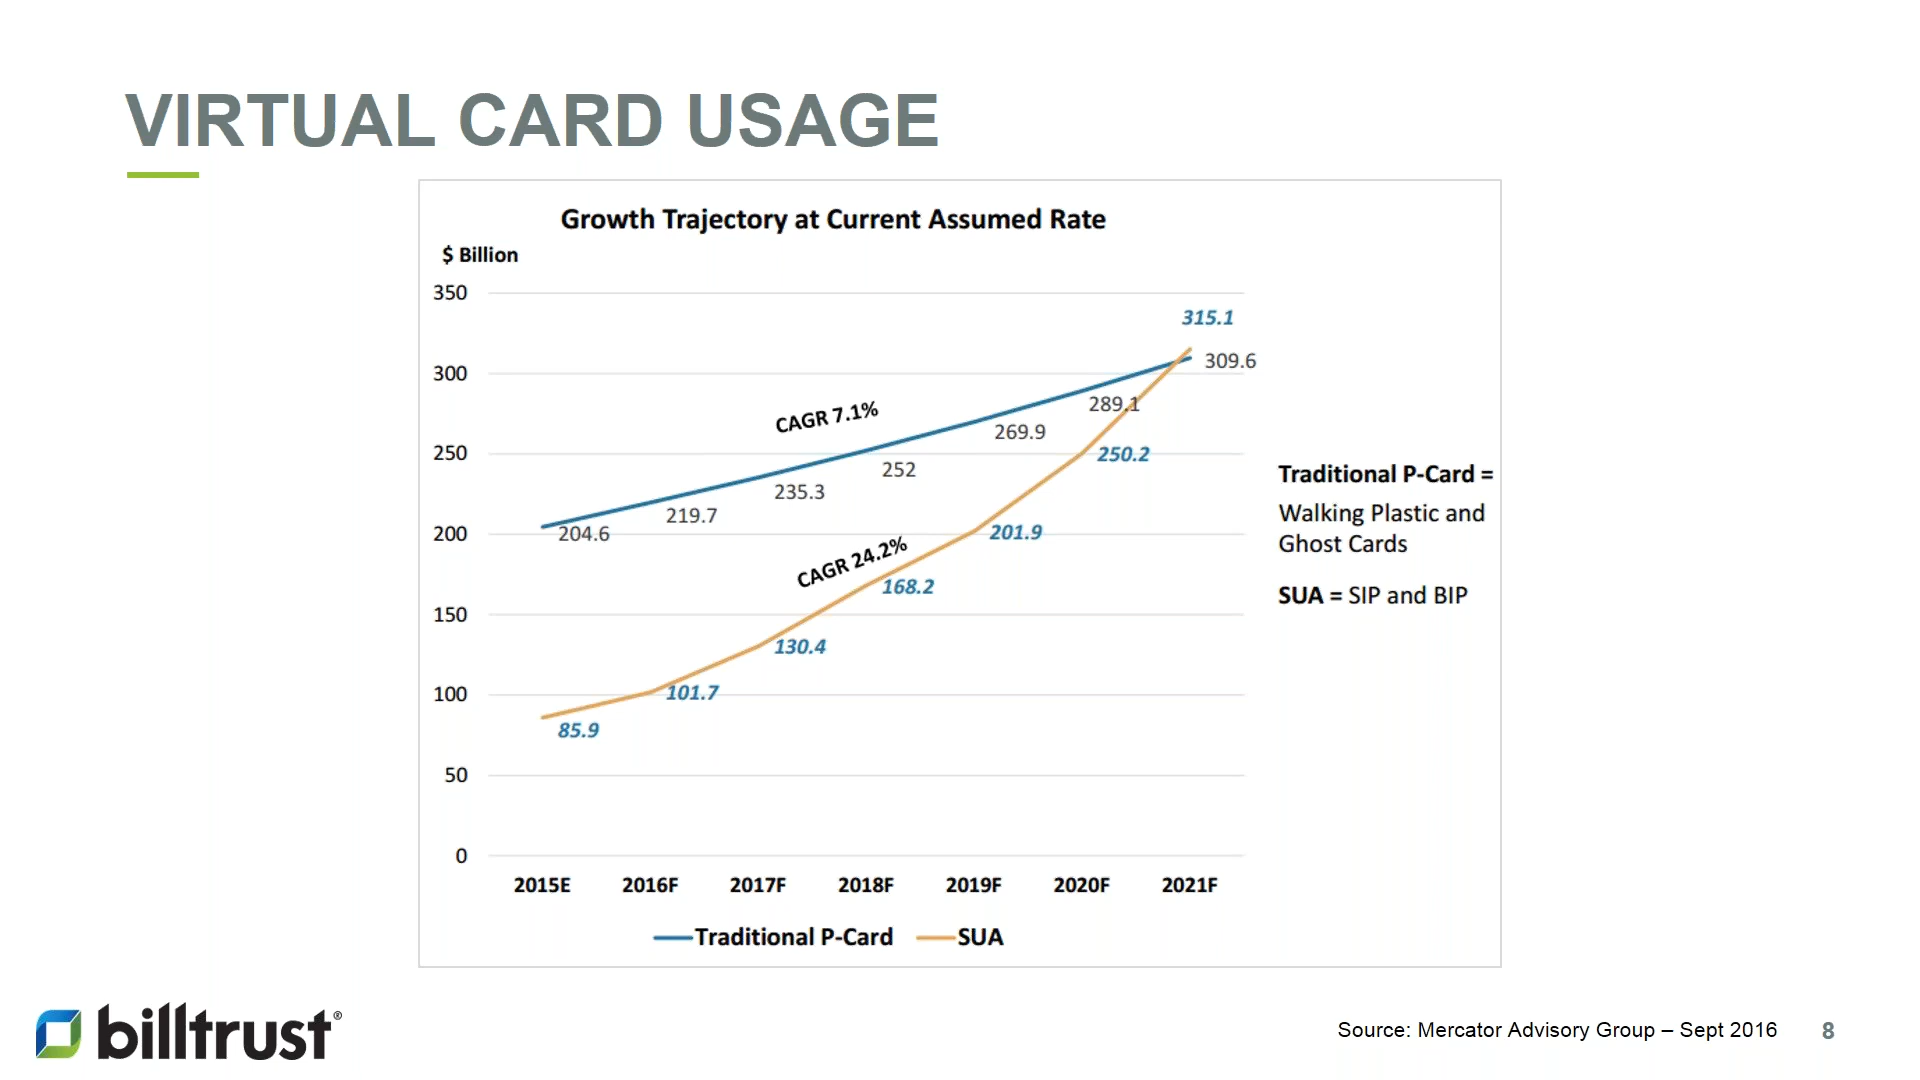 VIRTUAL CARD USAGE
Growth Trajectory at Current Assumed Rate
$ Billion
350
300
250
200
150
100
50
0
315.1
309.6
CAGR 7.1%
289.1
269.9
252
235.3
219.7
204.6
CAGR 24.2%
250.2
201.9
168.2
130.4
101.7
85.9
2015E 2016F 2017F 2018F 2019F 2020F 2021F
Traditional P-Card SUA
Traditional P-Card =
Walking Plastic and
Ghost Cards
SUA = SIP and BIP
billtrust®
Source: Mercator Advisory Group – Sept 2016
8